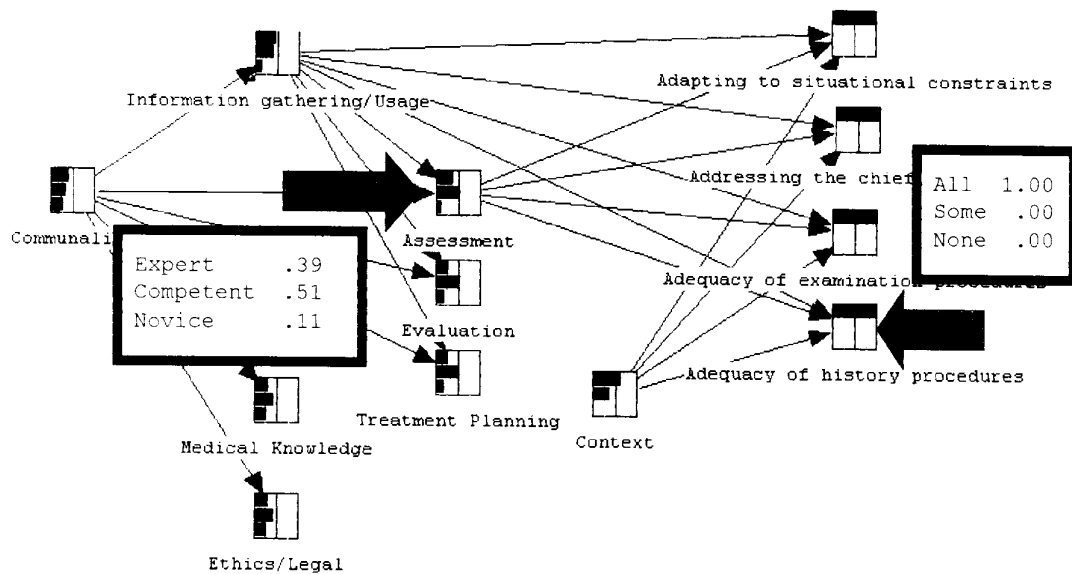 Information gathering/Usage
Adapting to situational constraints
Addressing the chief
All 1.00
Some .00
None .00
Communali
Assessment
Expert .39
Competent .51
Novice .11
Adequacy of examination procedures
Evaluation
Adequacy of history procedures
Treatment Planning
Context
Medical Knowledge
Ethics/Legal